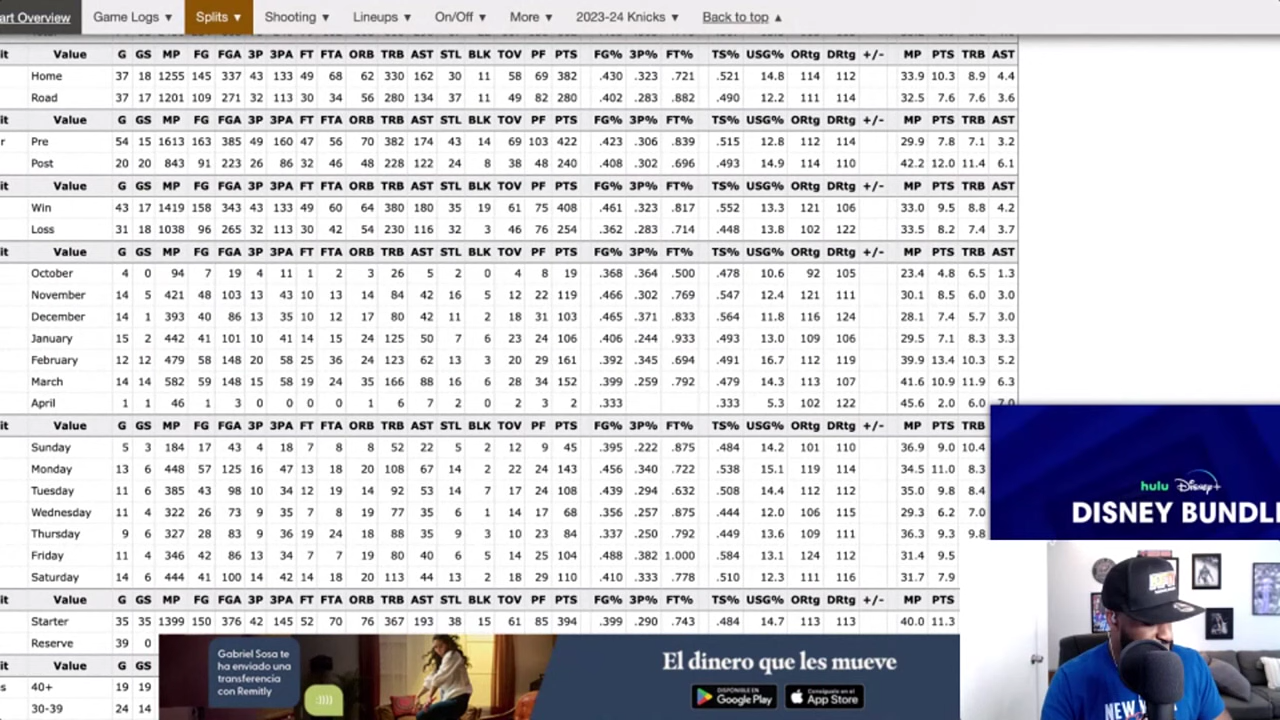 art Overview Game Logs ▼ Splits ▼ Shooting ▼ Lineups ▼ On/Off ▼ More ▼ 2023-24 Knicks ▼ Back to top ▲
it Value G GS MP FG FGA 3P 3PA FT FTA ORB TRB AST STL BLK TOV PF PTS FG% 3P% FT% TS% USG% ORtg DRtg +/- MP PTS TRB AST
Home 37 18 1255 145 337 43 133 49 68 62 330 162 30 11 58 69 382 .430 .323 .721 .521 14.8 114 112 33.9 10.3 8.9 4.4
Road 37 17 1201 109 271 32 113 30 34 56 280 134 37 11 49 82 280 .402 .283 .882 .490 12.2 111 114 32.5 7.6 7.6 3.6
Value G GS MP FG FGA 3P 3PA FT FTA ORB TRB AST STL BLK TOV PF PTS FG% 3P% FT% TS% USG% ORtg DRtg +/- MP PTS TRB AST
r Pre 54 15 1613 163 385 49 160 47 56 70 382 174 43 14 69 103 422 .423 .306 .839 .515 12.8 112 114 29.9 7.8 7.1 3.2
Post 20 20 843 91 223 26 86 32 46 48 228 122 24 8 38 48 240 .408 .302 .696 .493 14.9 114 110 42.2 12.0 11.4 6.1
it Value G GS MP FG FGA 3P 3PA FT FTA ORB TRB AST STL BLK TOV PF PTS FG% 3P% FT% TS% USG% ORtg DRtg +/- MP PTS TRB AST
Win 43 17 1419 158 343 43 133 49 60 64 380 180 35 19 61 75 408 .461 .323 .817 .552 13.3 121 106 33.0 9.5 8.8 4.2
Loss 31 18 1038 96 265 32 113 30 42 54 230 116 32 3 46 76 254 .362 .283 .714 .448 13.8 102 122 33.5 8.2 7.4 3.7
it Value G GS MP FG FGA 3P 3PA FT FTA ORB TRB AST STL BLK TOV PF PTS FG% 3P% FT% TS% USG% ORtg DRtg +/- MP PTS TRB AST
October 4 0 94 7 19 4 11 1 2 3 26 5 2 0 4 8 19 .368 .364 .500 .478 10.6 92 105 23.4 4.8 6.5 1.3
November 14 5 421 48 103 13 43 10 13 14 84 42 16 5 12 22 119 .466 .302 .769 .547 12.4 121 111 30.1 8.5 6.0 3.0
December 14 1 393 40 86 13 35 10 12 17 80 42 11 2 18 31 103 .465 .371 .833 .564 11.8 116 124 28.1 7.4 5.7 3.0
January 15 2 442 41 101 10 41 14 15 24 125 50 7 6 23 24 106 .406 .244 .933 .493 13.0 109 106 29.5 7.1 8.3 3.3
February 12 12 479 58 148 20 58 25 36 24 123 62 13 3 20 29 161 .392 .345 .694 .491 16.7 112 119 39.9 13.4 10.3 5.2
March 14 14 582 59 148 15 58 19 24 35 166 88 16 6 28 34 152 .399 .259 .792 .479 14.3 113 107 41.6 10.9 11.9 6.3
April 1 1 46 1 3 0 0 0 0 1 6 7 2 0 2 3 2 .333 .333 5.3 102 122 45.6 2.0 6.0 7.0
it Value G GS MP FG FGA 3P 3PA FT FTA ORB TRB AST STL BLK TOV PF PTS FG% 3P% FT% TS% USG% ORtg DRtg +/- MP PTS TRB
Sunday 5 3 184 17 43 4 18 7 8 8 52 22 5 2 12 9 45 .395 .222 .875 .484 14.2 101 110 36.9 9.0 10.4
Monday 13 6 448 57 125 16 47 13 18 20 108 67 14 2 22 24 143 .456 .340 .722 .538 15.1 119 114 34.5 11.0 8.3
Tuesday 11 6 385 43 98 10 34 12 19 14 92 53 14 7 17 24 108 .439 .294 .632 .508 14.4 112 112 35.0 9.8 8.4
Wednesday 11 4 322 26 73 9 35 7 8 19 77 35 6 1 14 17 68 .356 .257 .875 .444 12.0 106 115 29.3 6.2 7.0
Thursday 9 6 327 28 83 9 36 19 24 18 88 35 9 3 10 23 84 .337 .250 .792 .449 13.6 109 111 36.3 9.3 9.8
Friday 11 4 346 42 86 13 34 7 7 19 80 40 6 5 14 25 104 .488 .382 1.000 .584 13.1 124 112 31.4 9.5
Saturday 14 6 444 41 100 14 42 14 18 20 113 44 13 2 18 29 110 .410 .333 .778 .510 12.3 111 116 31.7 7.9
it Value G GS MP FG FGA 3P 3PA FT FTA ORB TRB AST STL BLK TOV PF PTS FG% 3P% FT% TS% USG% ORtg DRtg +/- MP PTS
Starter 35 35 1399 150 376 42 145 52 70 76 367 193 38 15 61 85 394 .399 .290 .743 .484 14.7 113 113 40.0 11.3
Reserve 39 0
it Value G GS
s 40+ 19 19
30-39 24 14
hulu Disney+
DISNEY BUNDL
Gabriel Sosa te
ha enviado una
transferencia
con Remitly
:))))
El dinero que les mueve
DISPONIBLE EN
Google Play
Consíguelo en el
App Store
NEW